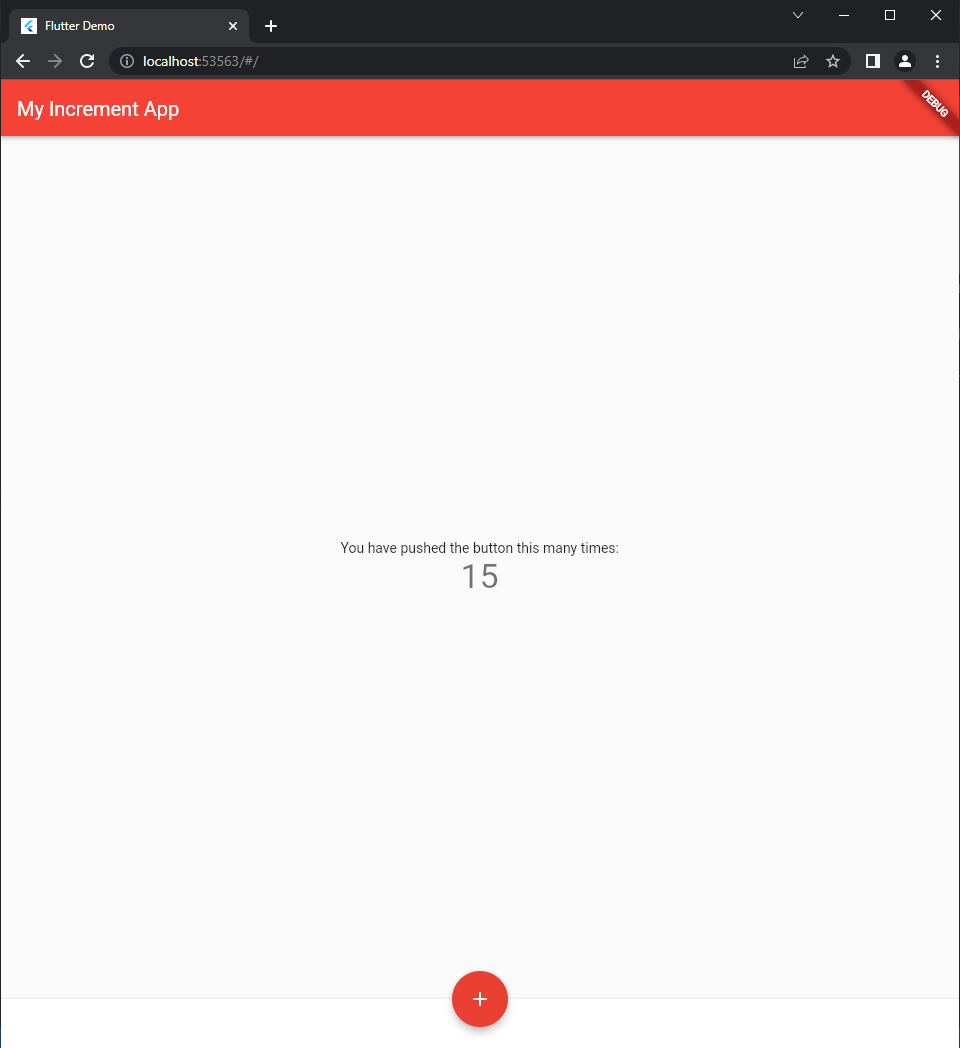 Flutter Demo
localhost:53563/#/
My Increment App
DEBUG
You have pushed the button this many times:
15